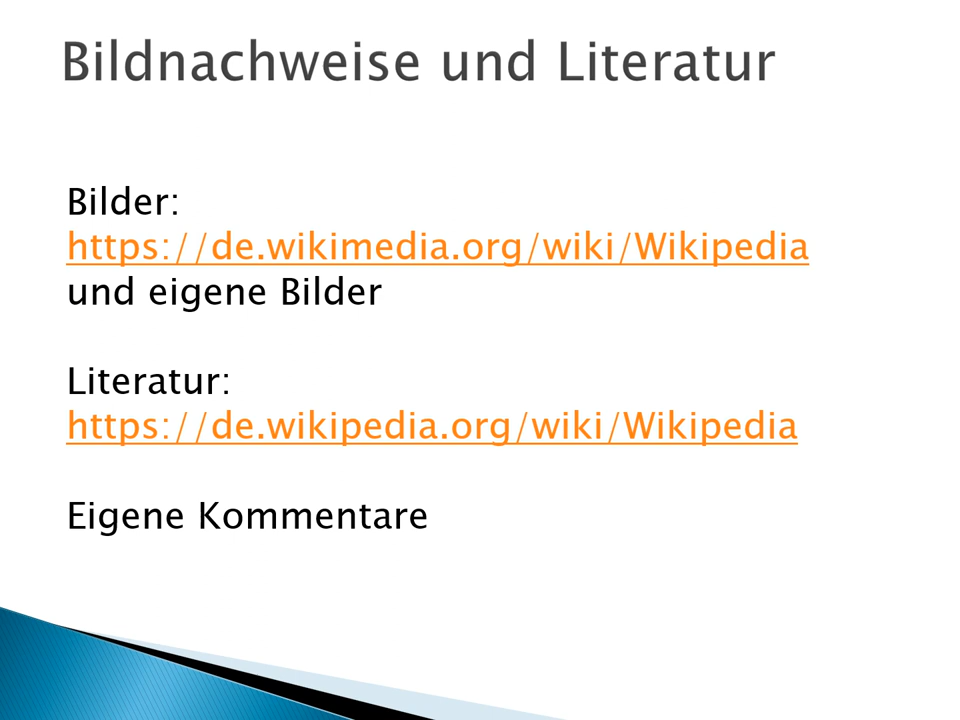 Bildnachweise und Literatur
Bilder:
https://de.wikimedia.org/wiki/Wikipedia
und eigene Bilder
Literatur:
https://de.wikipedia.org/wiki/Wikipedia
Eigene Kommentare